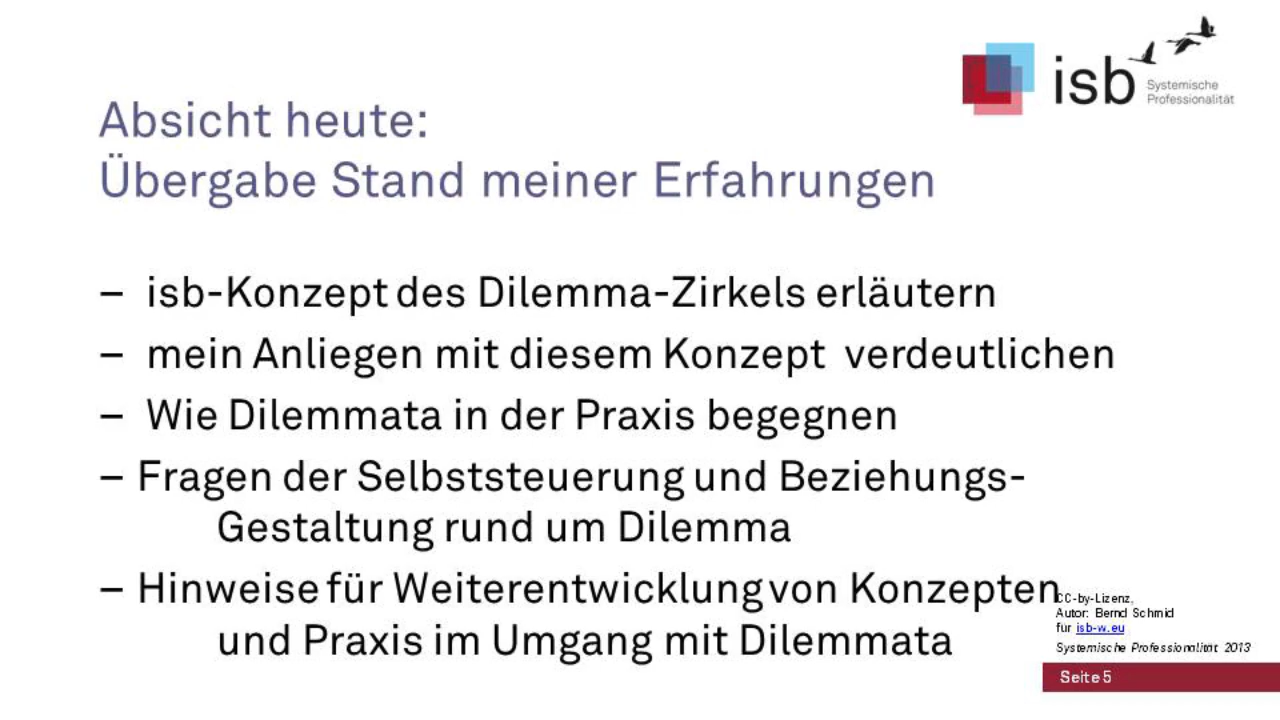 isb Systemische
Professionalität
Absicht heute:
Übergabe Stand meiner Erfahrungen
– isb-Konzept des Dilemma-Zirkels erläutern
– mein Anliegen mit diesem Konzept verdeutlichen
– Wie Dilemmata in der Praxis begegnen
– Fragen der Selbststeuerung und Beziehungs-
Gestaltung rund um Dilemma
– Hinweise für Weiterentwicklung von Konzepten
und Praxis im Umgang mit Dilemmata
CC-by-Lizenz,
Autor: Bernd Schmid
für isb-w.eu
Systemische Professionalität 2013
Seite 5